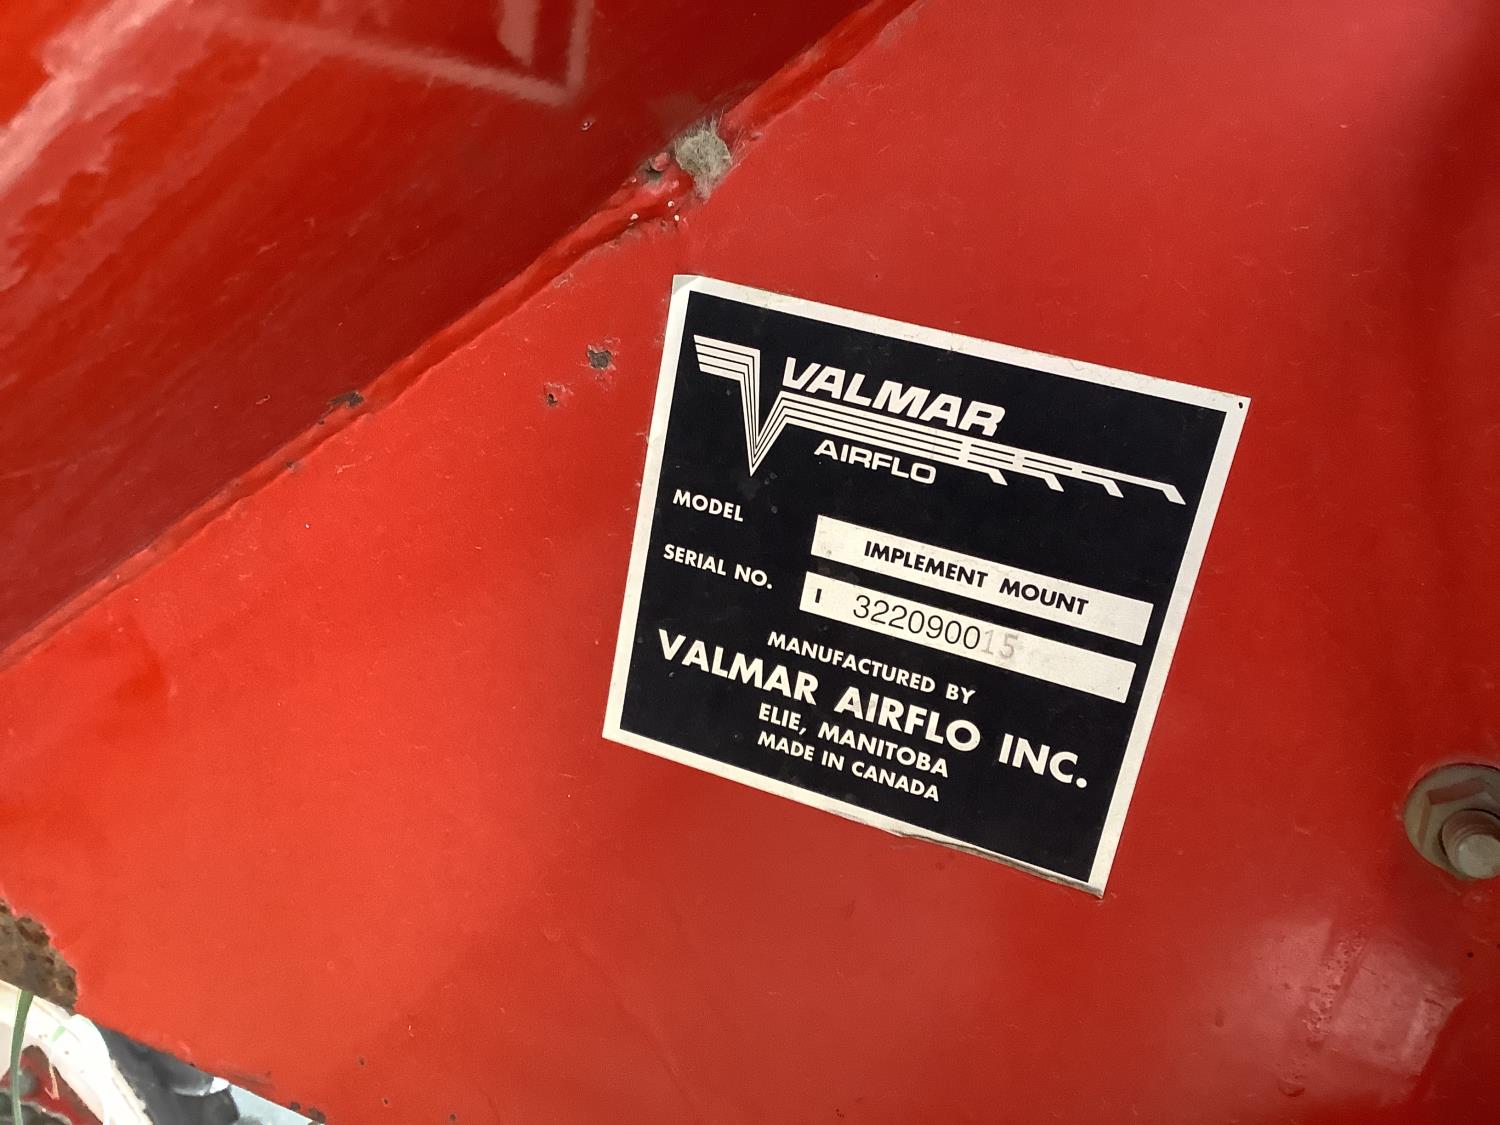 VALMAR
AIRFLO
MODEL IMPLEMENT MOUNT
SERIAL NO. I 322090015
MANUFACTURED BY
VALMAR AIRFLO INC.
ELIE, MANITOBA
MADE IN CANADA